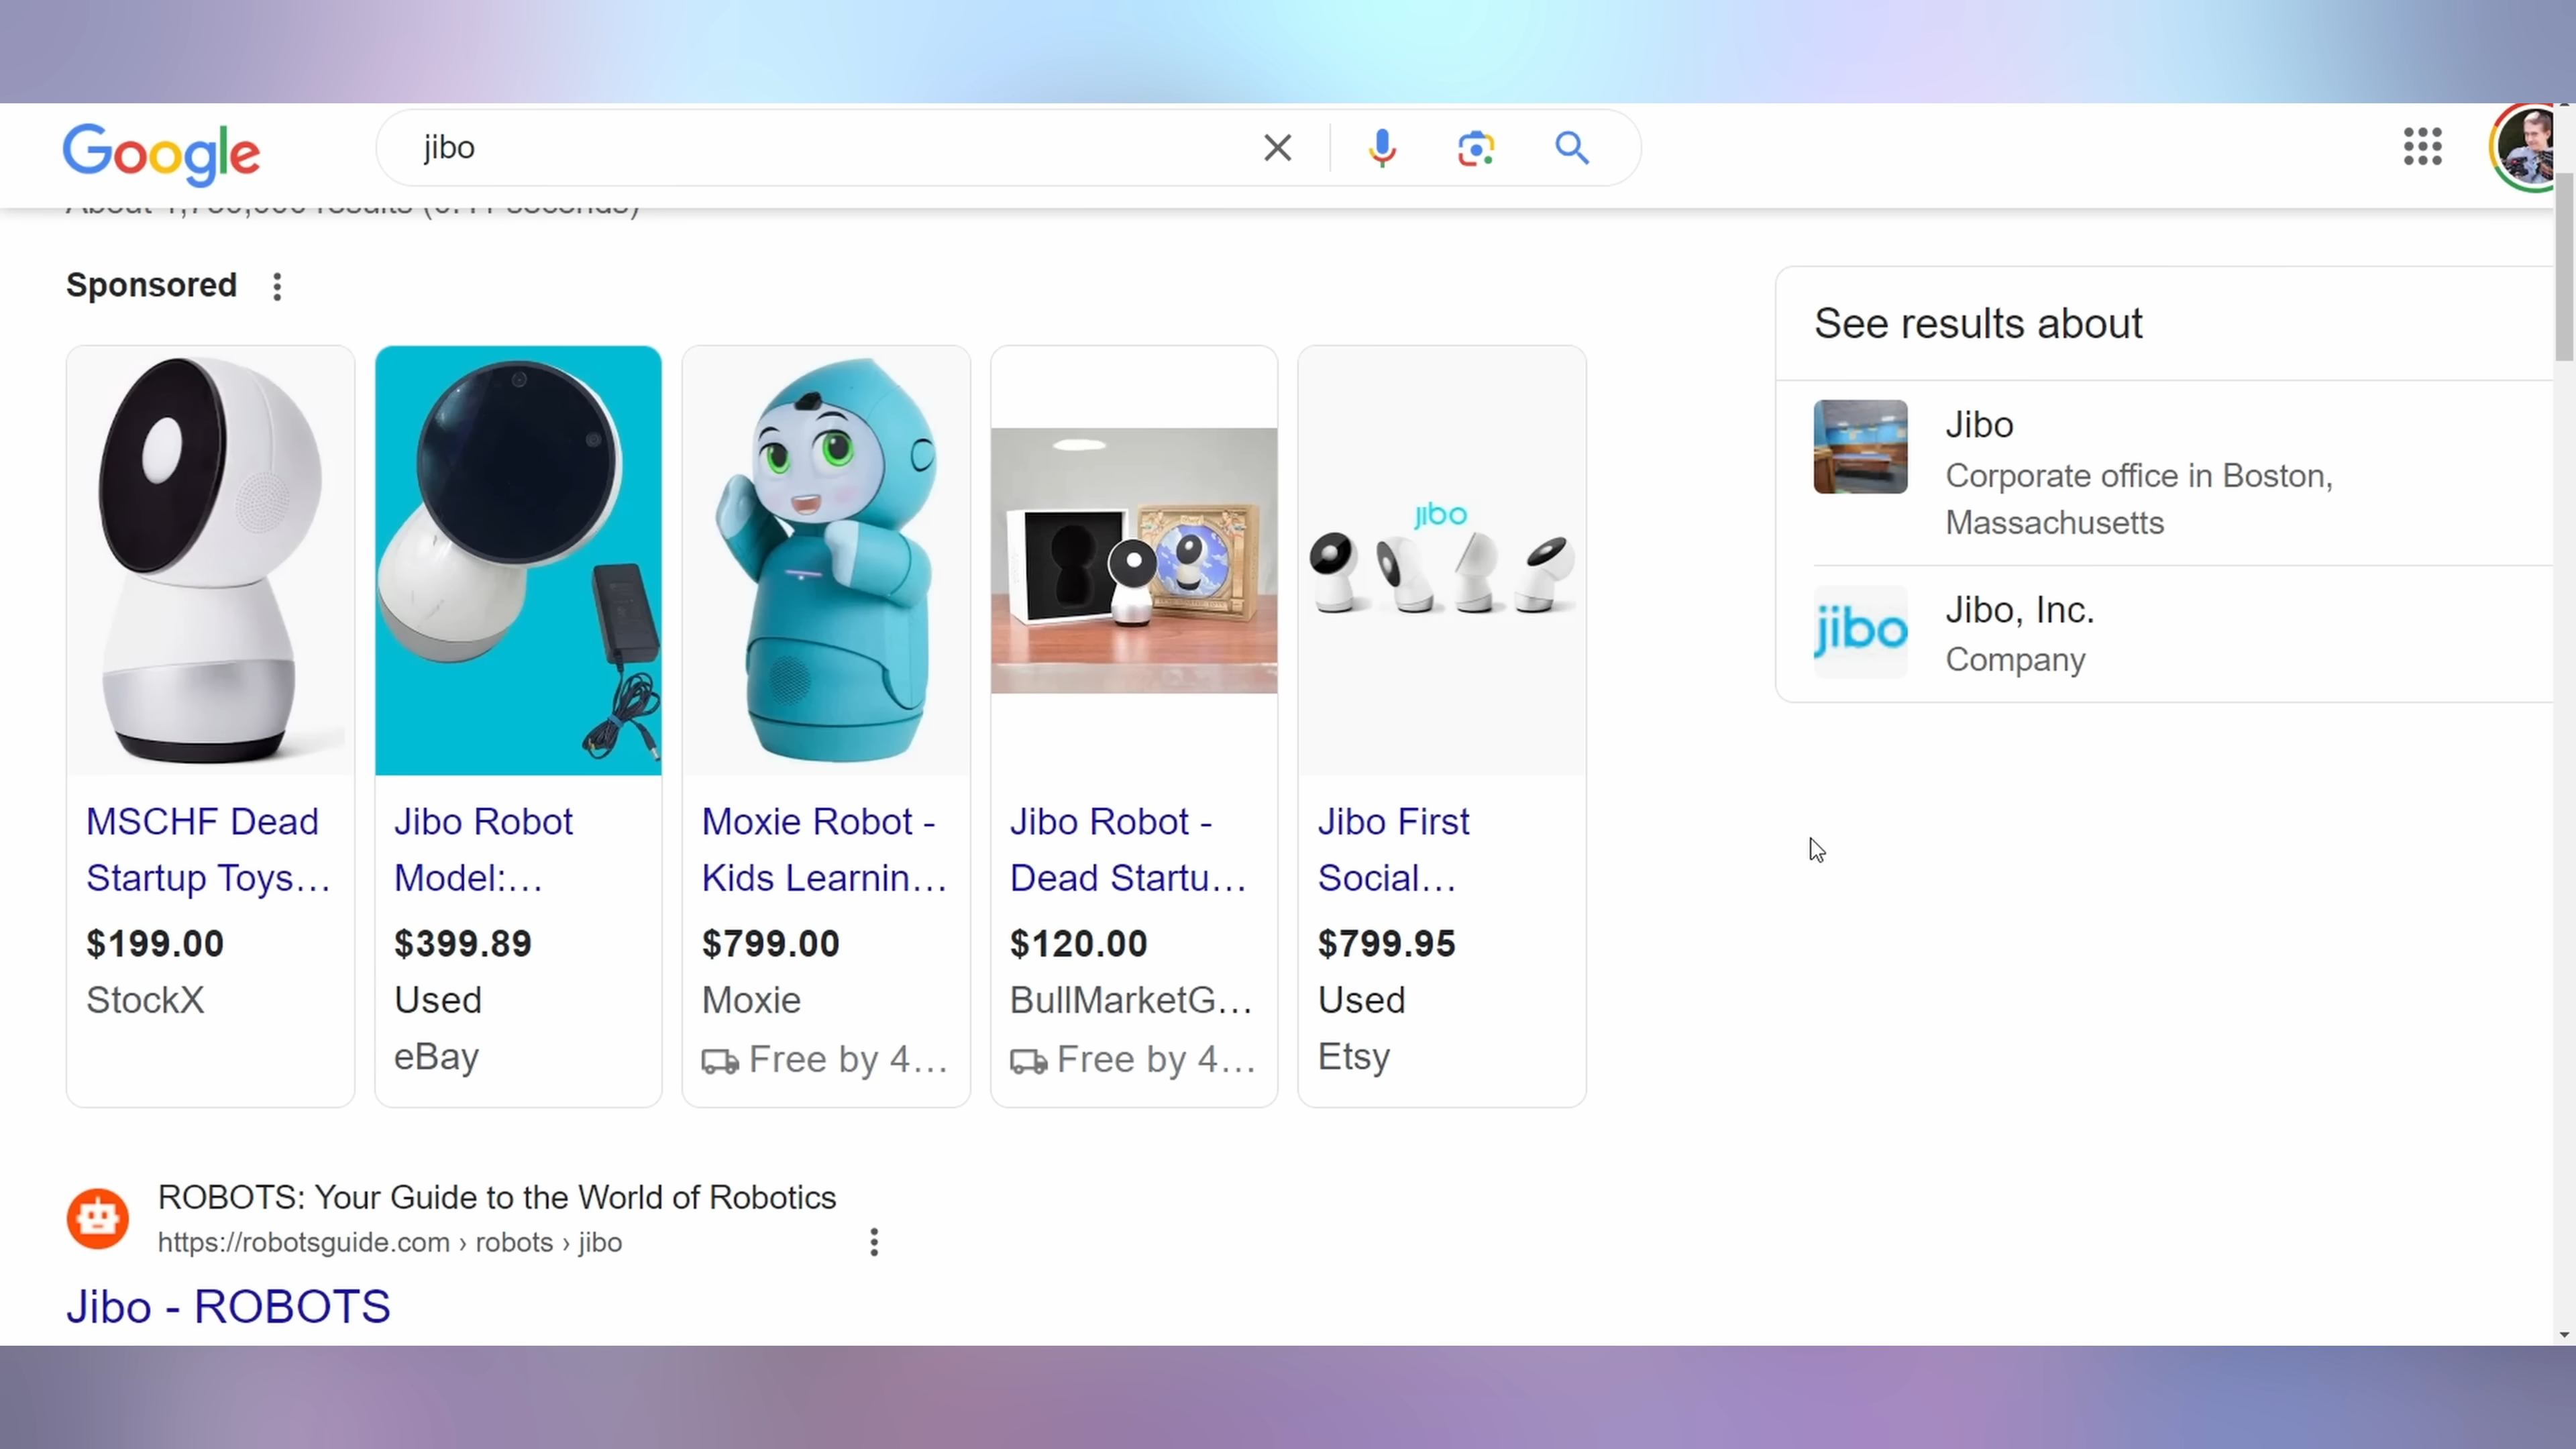 Google
jibo
Sponsored
See results about
Jibo
Corporate office in Boston,
Massachusetts
jibo
Jibo, Inc.
Company
jibo
MSCHF Dead
Startup Toys...
$199.00
StockX
Jibo Robot
Model:...
$399.89
Used
eBay
Moxie Robot -
Kids Learnin...
$799.00
Moxie
Free by 4...
Jibo Robot -
Dead Startu...
$120.00
BullMarketG...
Free by 4...
Jibo First
Social...
$799.95
Used
Etsy
ROBOTS: Your Guide to the World of Robotics
https://robotsguide.com › robots › jibo
Jibo - ROBOTS